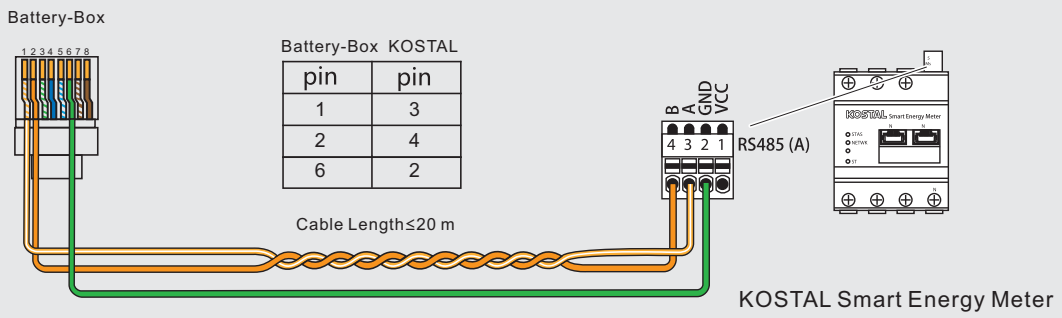 Battery-Box
1 2 3 4 5 6 7 8
Battery-Box KOSTAL
pin pin
1 3
2 4
6 2
Cable Length≤20 m
B A GND VCC
4 3 2 1 RS485 (A)
KOSTAL Smart Energy Meter
N N
STAS
NETWR
ST
N
KOSTAL Smart Energy Meter